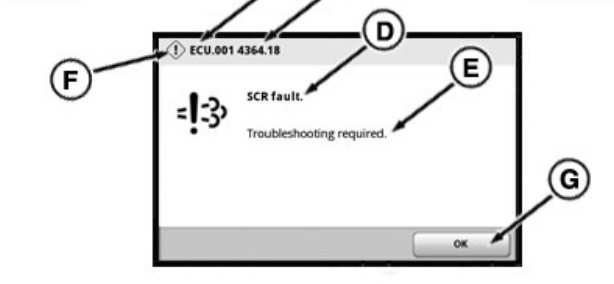 D
ECU.001 4364.18
F
SCR fault.
E
Troubleshooting required.
G
OK